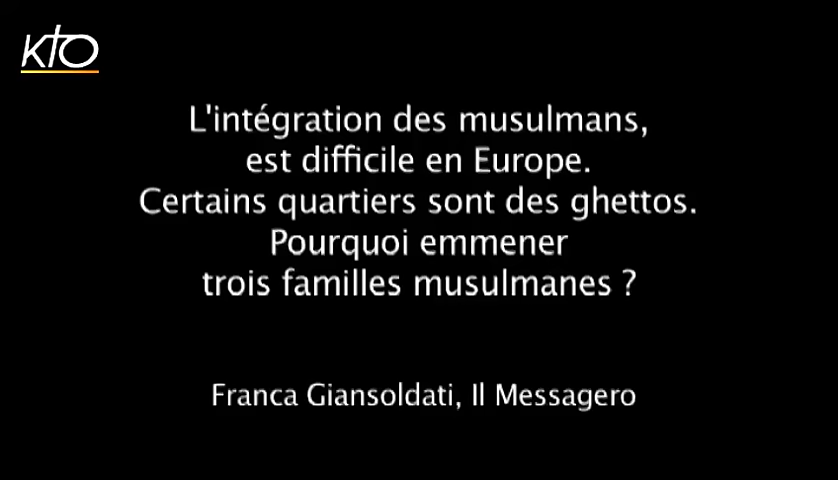 KTO
L'intégration des musulmans,
est difficile en Europe.
Certains quartiers sont des ghettos.
Pourquoi emmener
trois familles musulmanes ?
Franca Giansoldati, Il Messagero